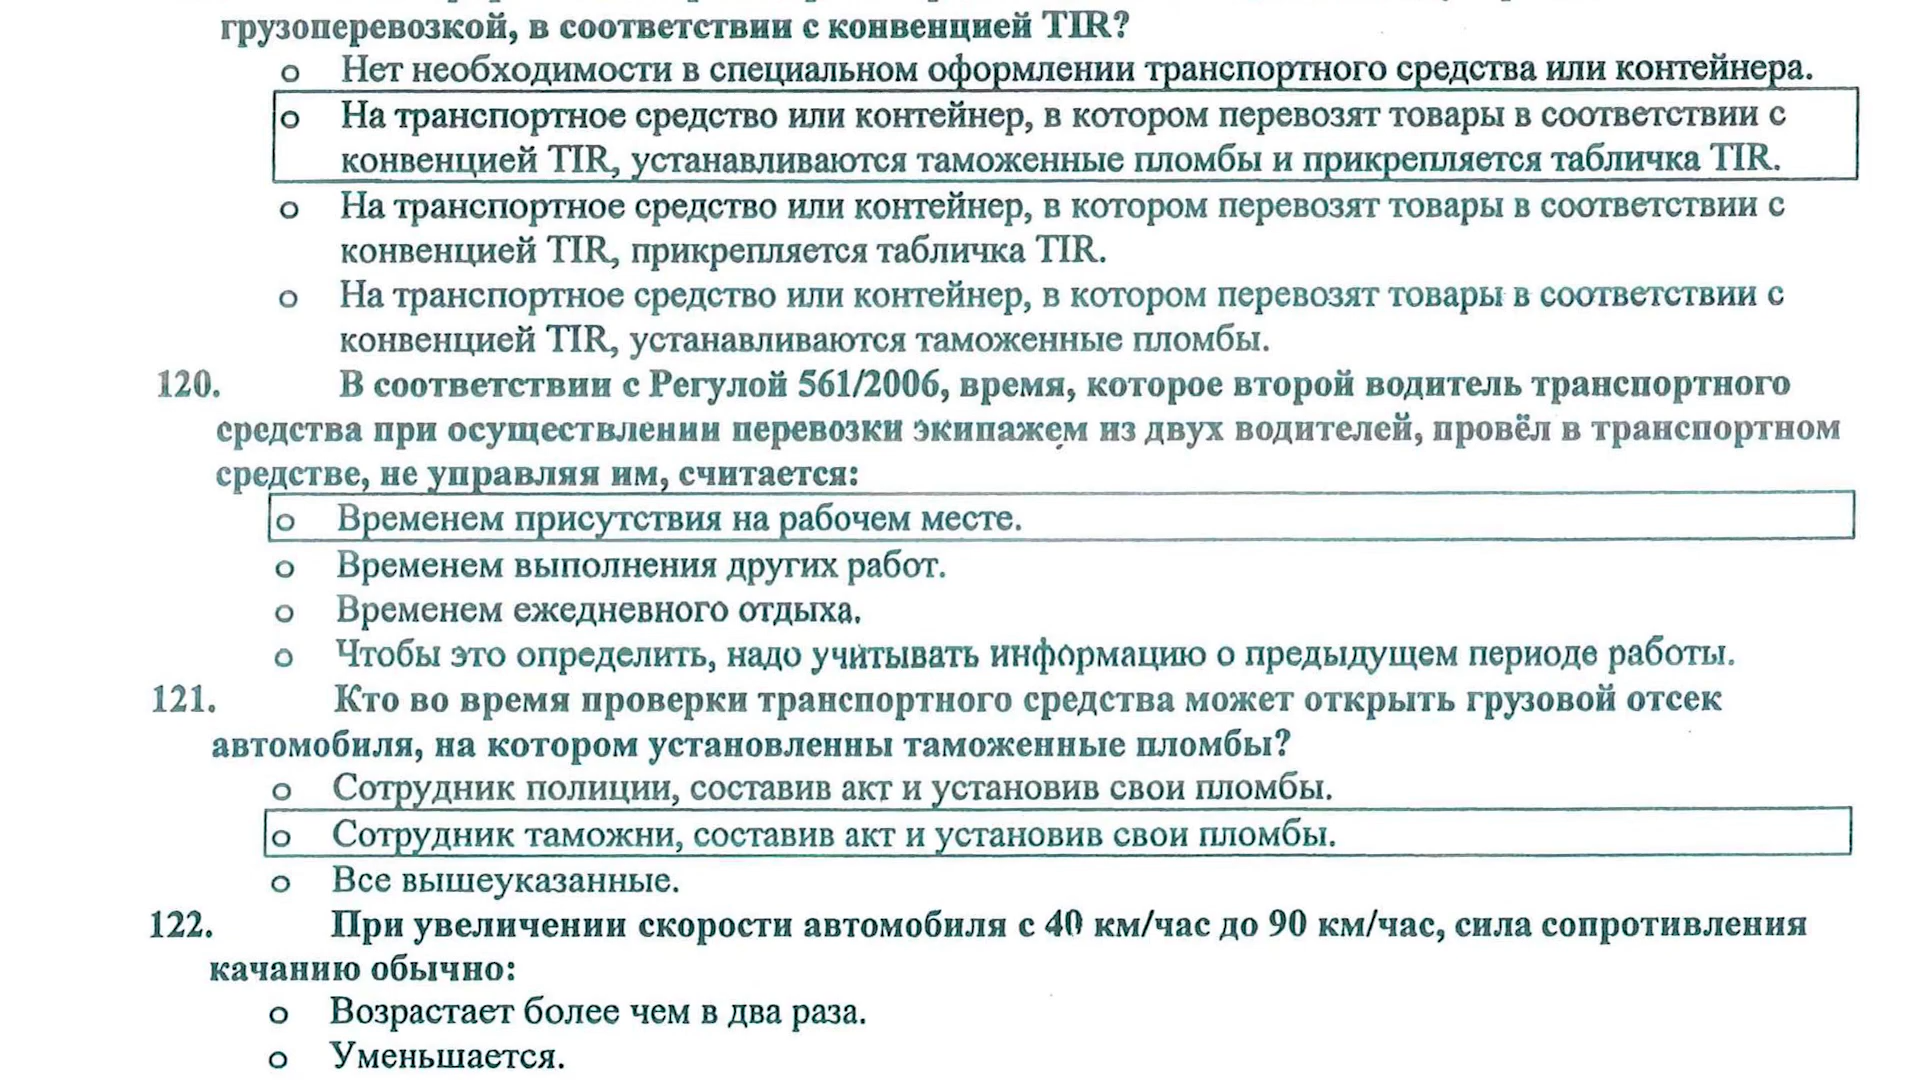 грузоперевозкой, в соответствии с конвенцией TIR?
o Нет необходимости в специальном оформлении транспортного средства или контейнера.
o На транспортное средство или контейнер, в котором перевозят товары в соответствии с
конвенцией TIR, устанавливаются таможенные пломбы и прикрепляется табличка TIR.
o На транспортное средство или контейнер, в котором перевозят товары в соответствии с
конвенцией TIR, прикрепляется табличка TIR.
o На транспортное средство или контейнер, в котором перевозят товары в соответствии с
конвенцией TIR, устанавливаются таможенные пломбы.
120. В соответствии с Регулой 561/2006, время, которое второй водитель транспортного
средства при осуществлении перевозки экипажем из двух водителей, провёл в транспортном
средстве, не управляя им, считается:
o Временем присутствия на рабочем месте.
o Временем выполнения других работ.
o Временем ежедневного отдыха.
o Чтобы это определить, надо учитывать информацию о предыдущем периоде работы.
121. Кто во время проверки транспортного средства может открыть грузовой отсек
автомобиля, на котором установленны таможенные пломбы?
o Сотрудник полиции, составив акт и установив свои пломбы.
o Сотрудник таможни, составив акт и установив свои пломбы.
o Все вышеуказанные.
122. При увеличении скорости автомобиля с 40 км/час до 90 км/час, сила сопротивления
качанию обычно:
o Возрастает более чем в два раза.
o Уменьшается.